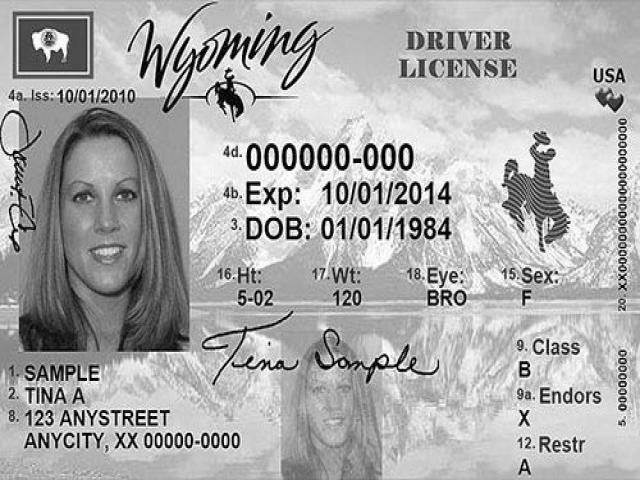 Wyoming
DRIVER
LICENSE
USA
4a. Iss: 10/01/2010
4d. 000000-000
4b. Exp: 10/01/2014
3. DOB: 01/01/1984
16. Ht: 17. Wt: 18. Eye: 15. Sex:
5-02 120 BRO F
Tina Sample
1. SAMPLE
2. TINA A
8. 123 ANYSTREET
ANYCITY, XX 00000-0000
9. Class
B
9a. Endors
X
12. Restr
A
5. 00000000